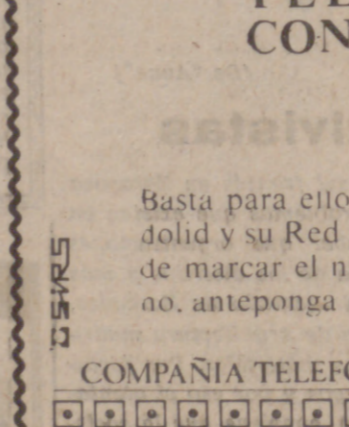 CON
Basta para ello
dolid y su Red
de marcar el n
no, anteponga
COMPAÑIA TELEFO